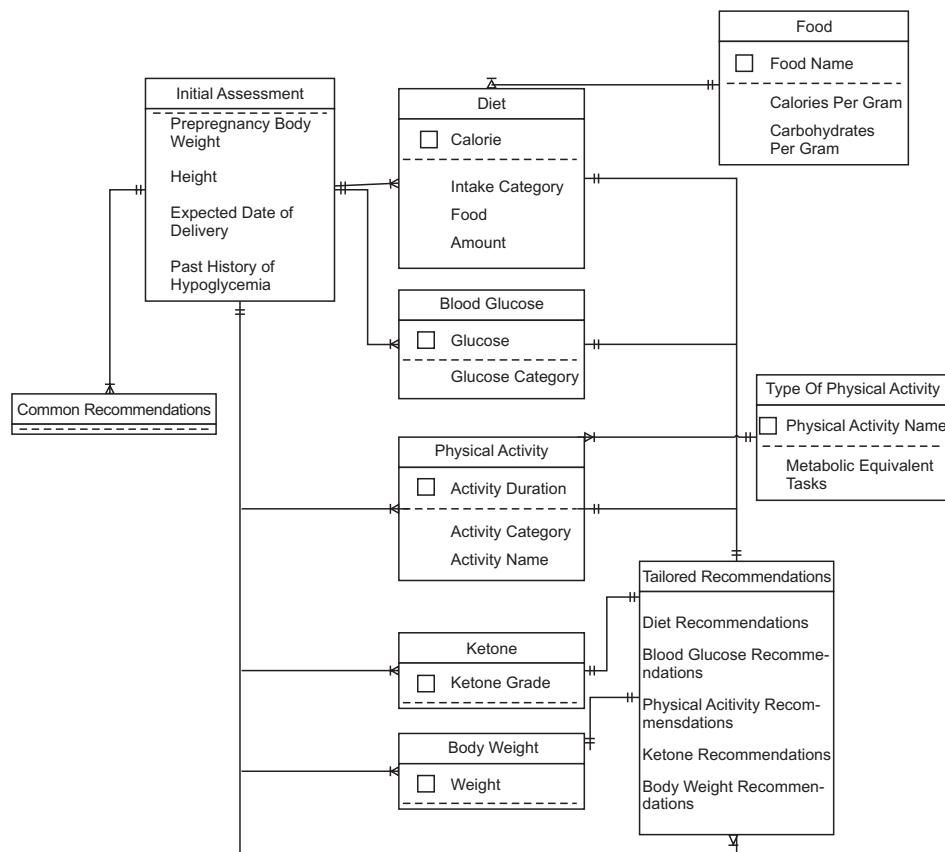 Food
Food Name
Calories Per Gram
Carbohydrates
Per Gram
Initial Assessment
Prepregnancy Body
Weight
Height
Expected Date of
Delivery
Past History of
Hypoglycemia
Diet
Calorie
Intake Category
Food
Amount
Blood Glucose
Glucose
Glucose Category
Common Recommendations
Type Of Physical Activity
Physical Activity Name
Metabolic Equivalent
Tasks
Physical Activity
Activity Duration
Activity Category
Activity Name
Tailored Recommendations
Diet Recommendations
Blood Glucose Recomme-
ndations
Physical Acitivity Recom-
mensdations
Ketone Recommendations
Body Weight Recommen-
dations
Ketone
Ketone Grade
Body Weight
Weight